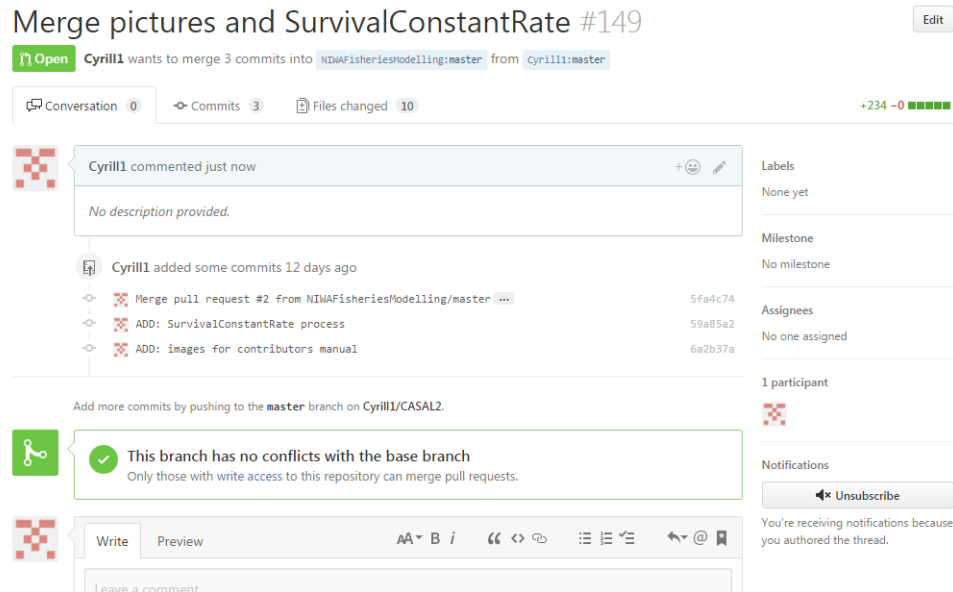 Merge pictures and SurvivalConstantRate #149
Edit
Open Cyrill1 wants to merge 3 commits into NIWAFisheriesModelling:master from Cyrill1:master
Conversation 0 Commits 3 Files changed 10 +234 −0
Cyrill1 commented just now
No description provided.
Cyrill1 added some commits 12 days ago
Merge pull request #2 from NIWAFisheriesModelling/master … 5fa4c74
ADD: SurvivalConstantRate process 59a85a2
ADD: images for contributors manual 6a2b37a
Add more commits by pushing to the master branch on Cyrill1/CASAL2.
This branch has no conflicts with the base branch
Only those with write access to this repository can merge pull requests.
Write Preview AA B i
Leave a comment
Labels
None yet
Milestone
No milestone
Assignees
No one assigned
1 participant
Notifications
Unsubscribe
You're receiving notifications because
you authored the thread.